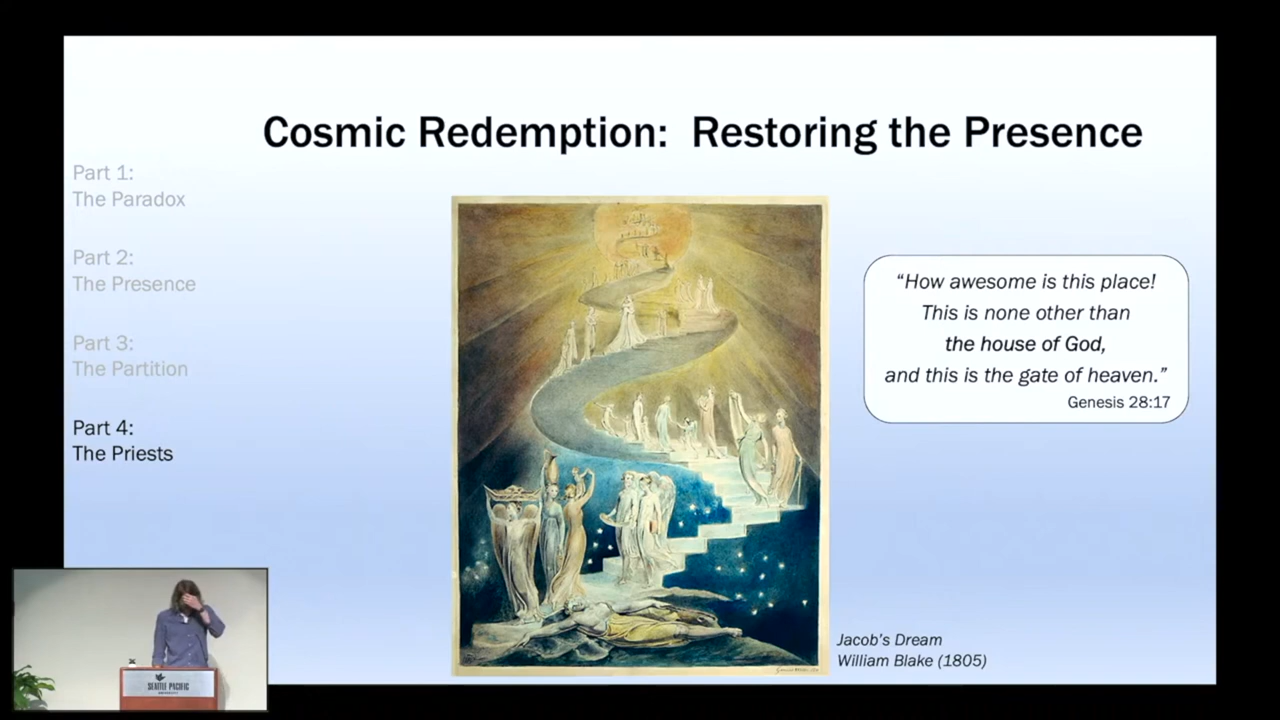 Cosmic Redemption: Restoring the Presence
Part 1:
The Paradox
Part 2:
The Presence
Part 3:
The Partition
Part 4:
The Priests
“How awesome is this place!
This is none other than
the house of God,
and this is the gate of heaven.”
Genesis 28:17
Jacob’s Dream
William Blake (1805)
SEATTLE PACIFIC